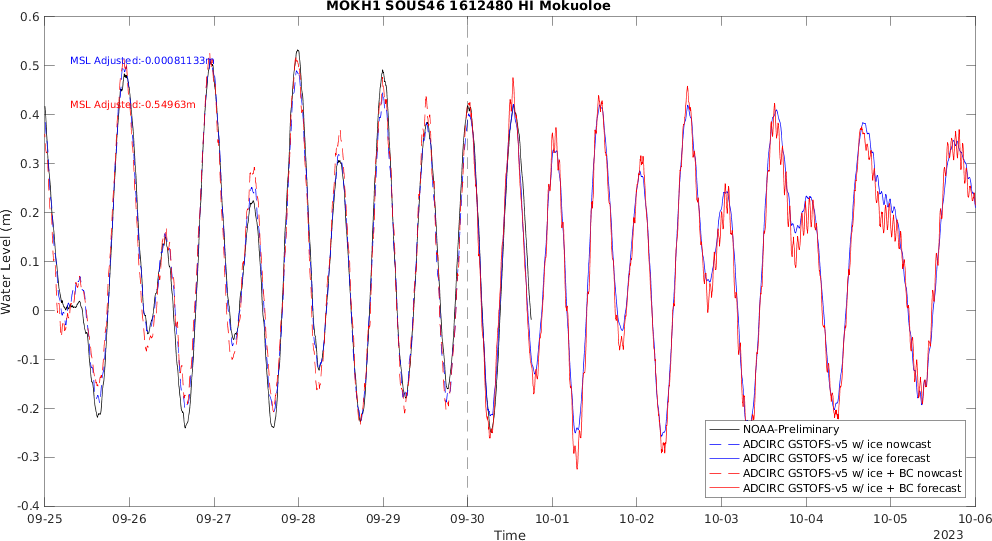 MOKH1 SOUS46 1612480 HI Mokuoloe
0.6
0.5
0.4
0.3
0.2
0.1
0
-0.1
-0.2
-0.3
-0.4
Water Level (m)
MSL Adjusted:-0.00081133m
MSL Adjusted:-0.54963m
NOAA-Preliminary
ADCIRC GSTOFS-v5 w/ ice nowcast
ADCIRC GSTOFS-v5 w/ ice forecast
ADCIRC GSTOFS-v5 w/ ice + BC nowcast
ADCIRC GSTOFS-v5 w/ ice + BC forecast
09-25 09-26 09-27 09-28 09-29 09-30 10-01 10-02 10-03 10-04 10-05 10-06
Time
2023